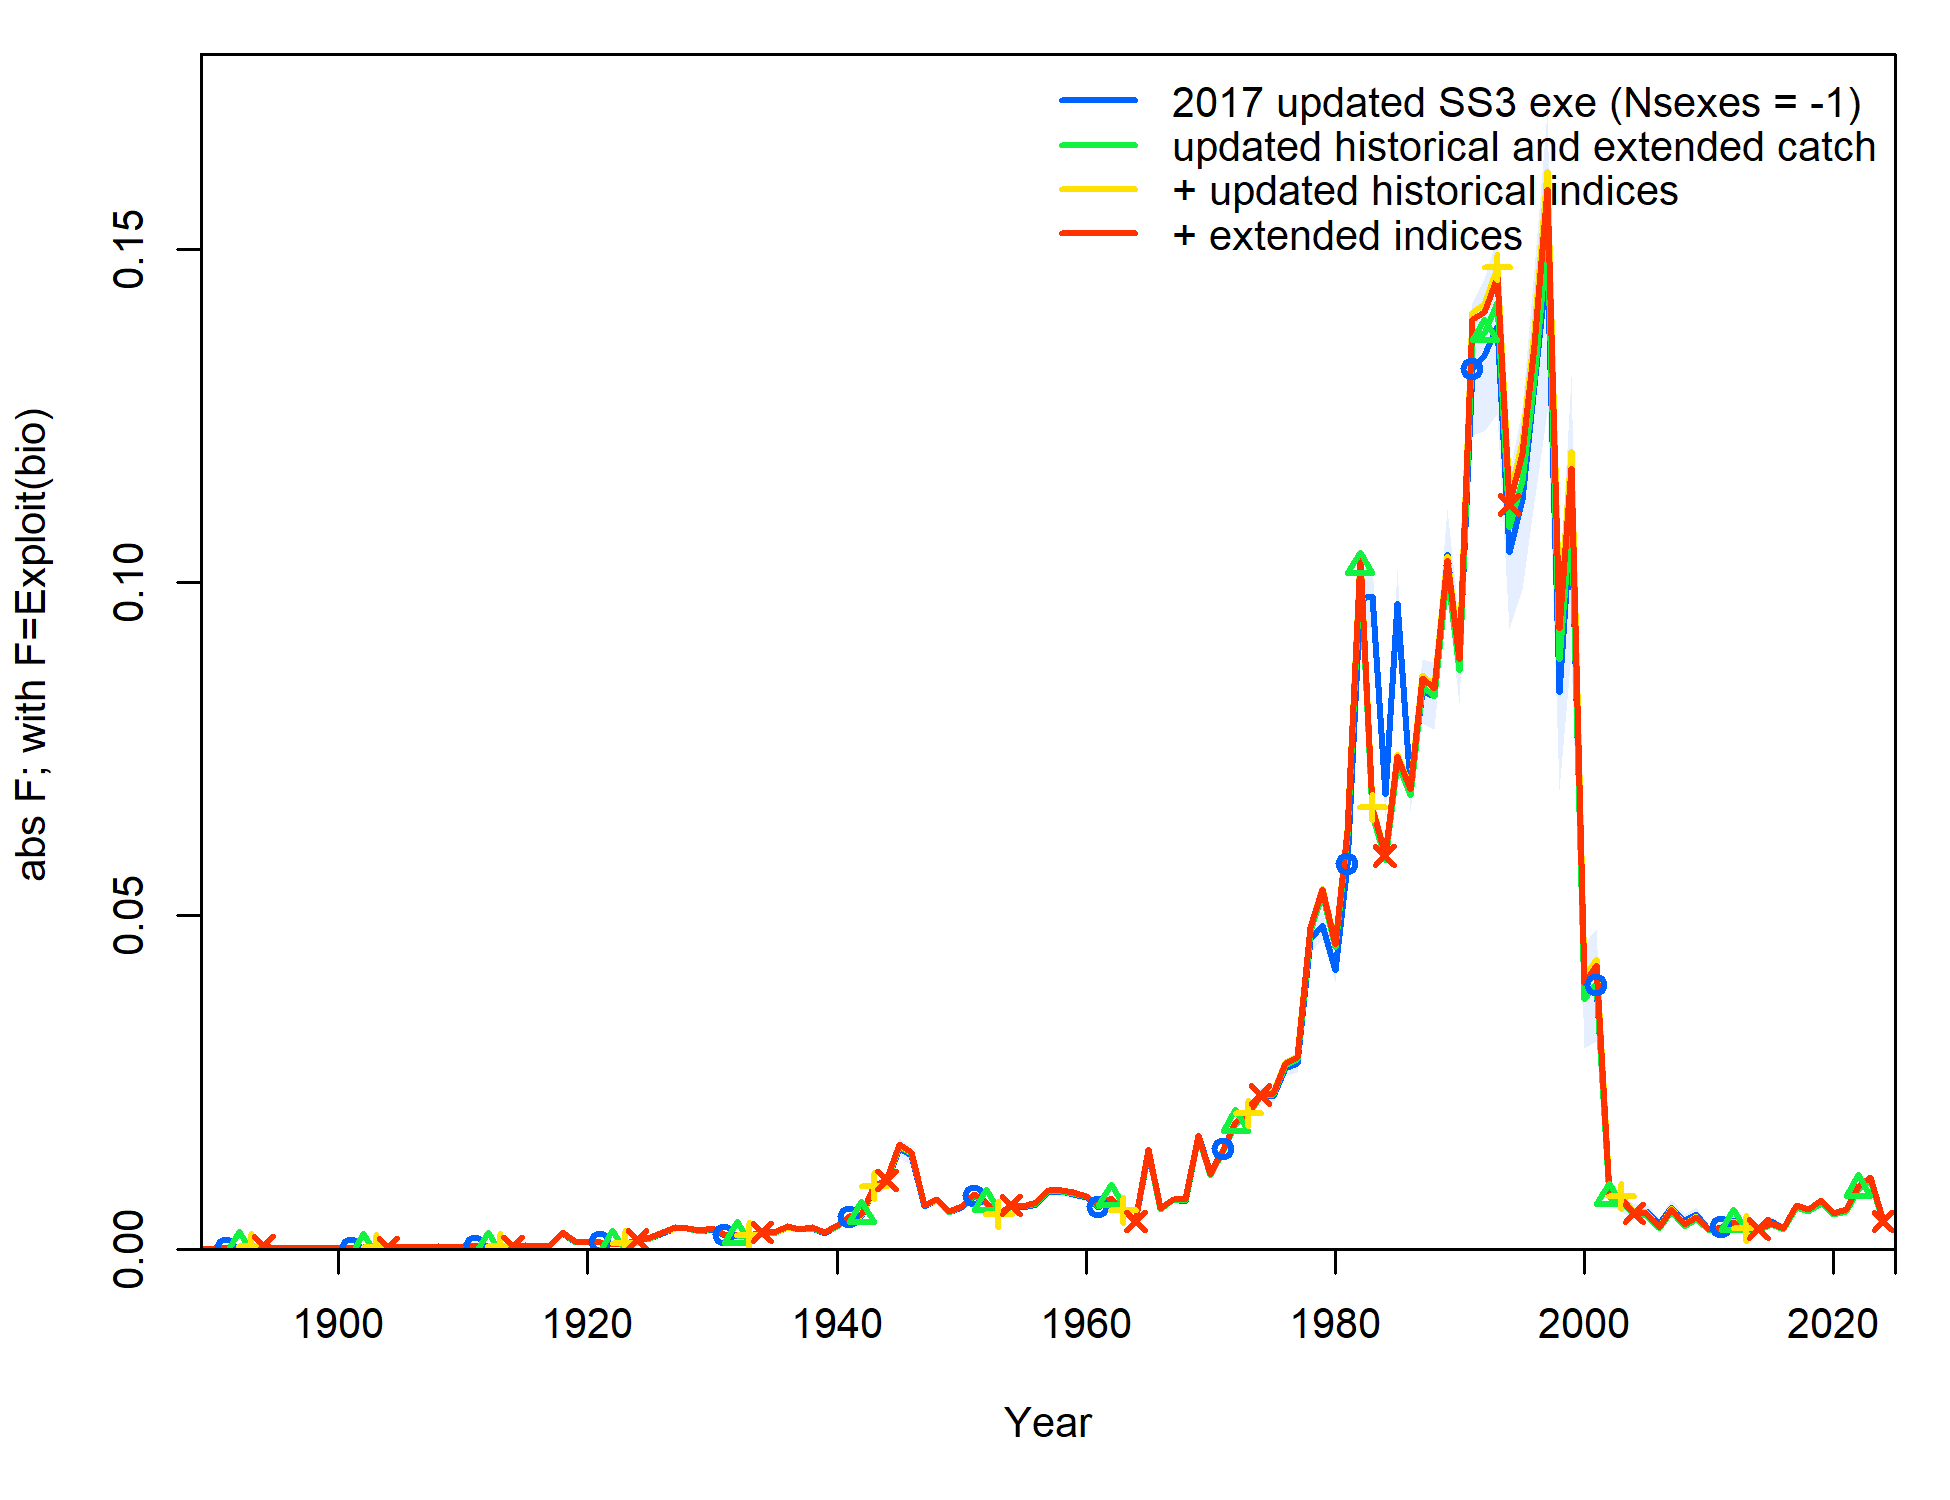 2017 updated SS3 exe (Nsexes = -1)
updated historical and extended catch
+ updated historical indices
+ extended indices
abs F; with F=Exploit(bio)
0.15
0.10
0.05
0.00
1900 1920 1940 1960 1980 2000 2020
Year